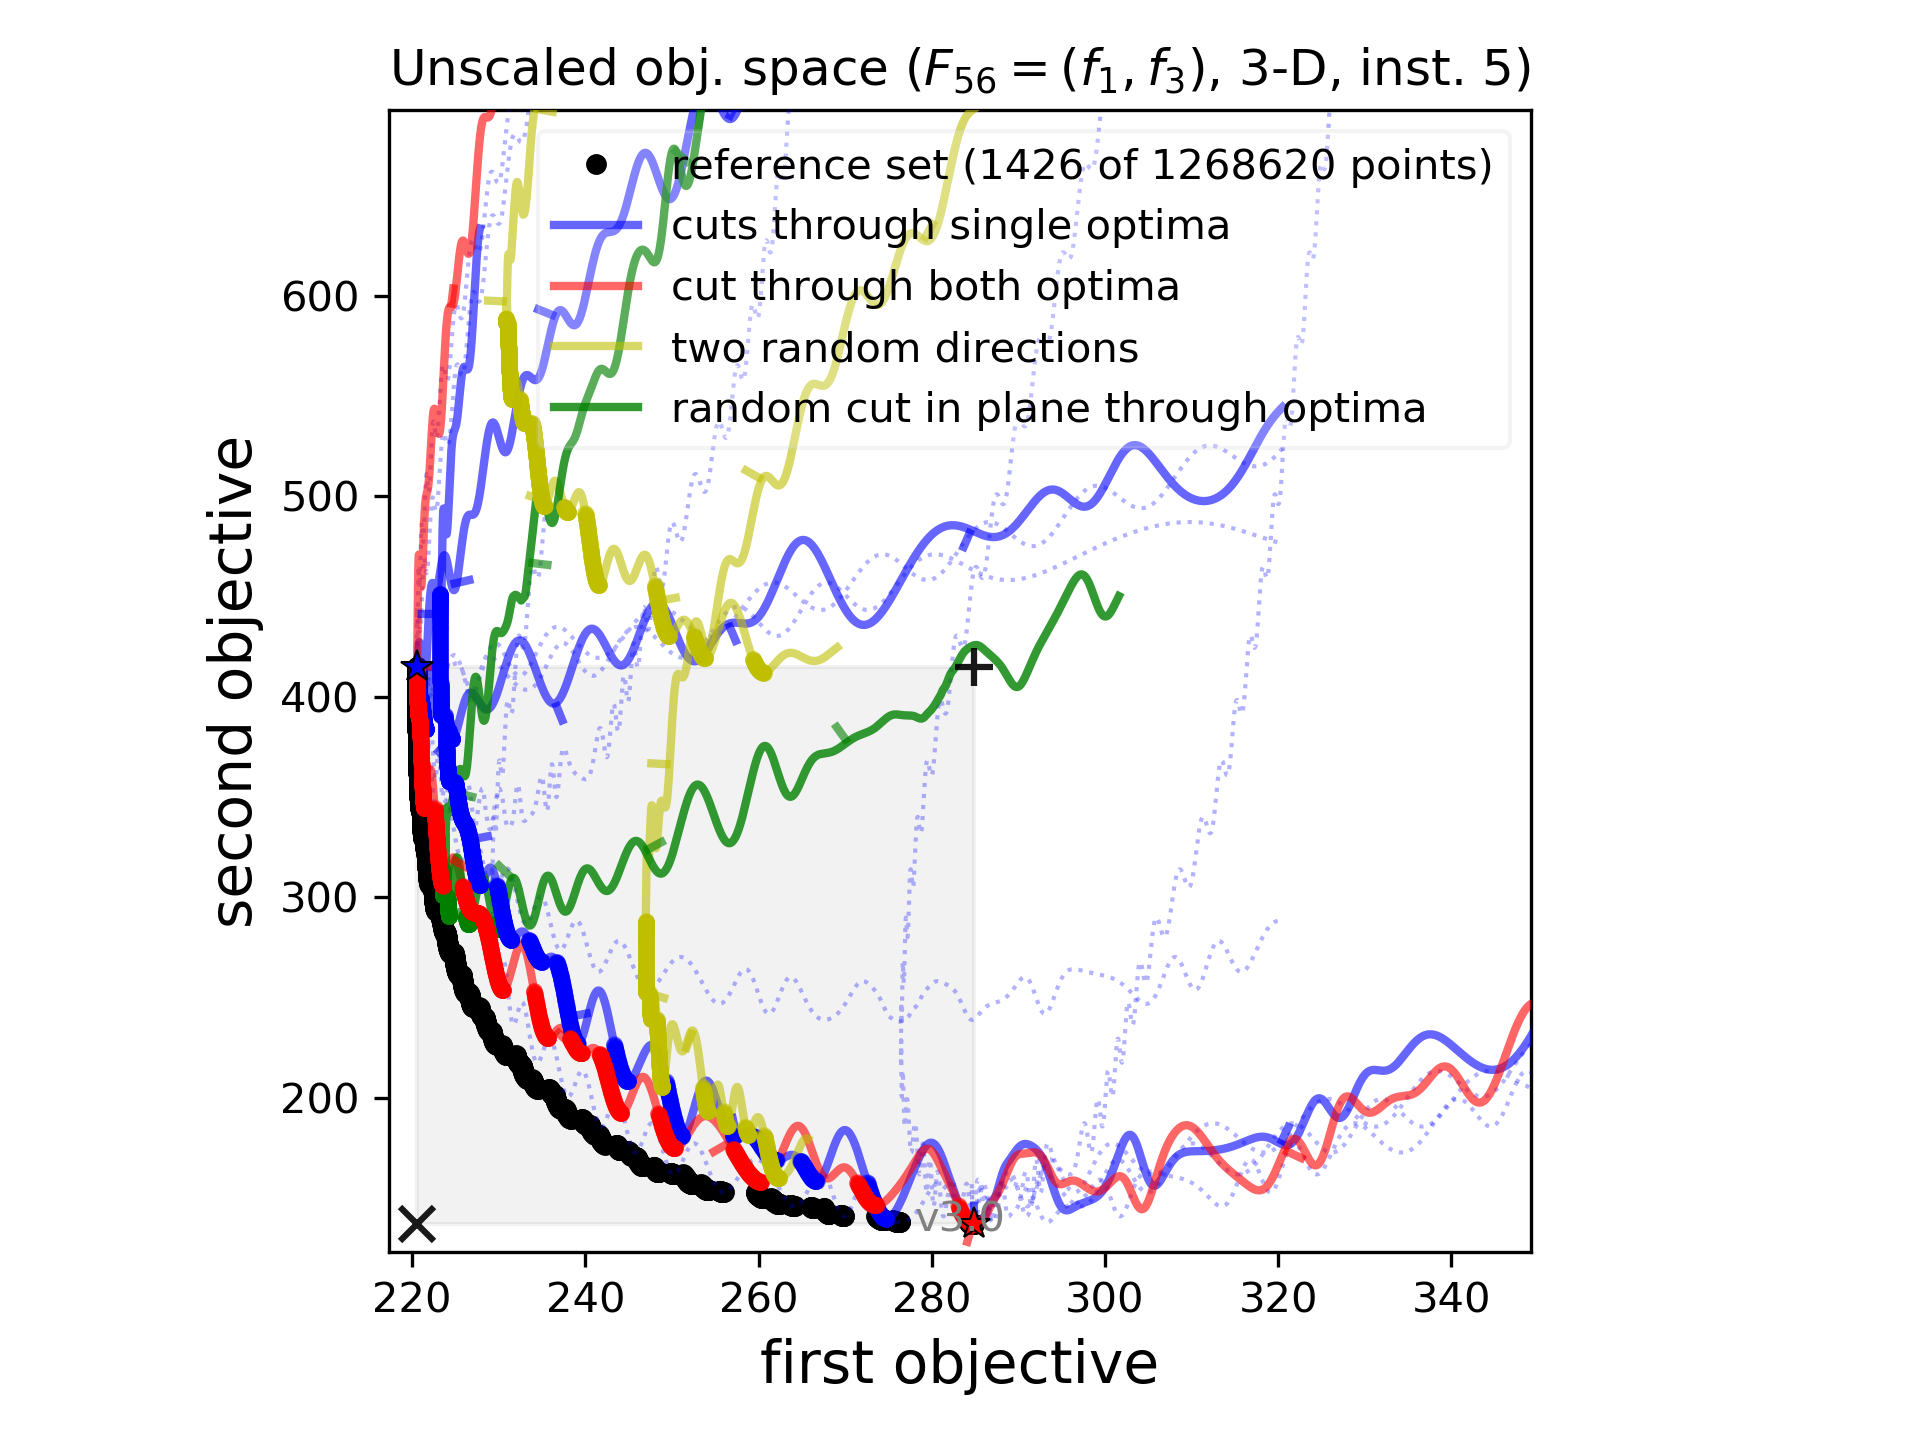 Unscaled obj. space (F56 = (f1, f3), 3-D, inst. 5)
reference set (1426 of 1268620 points)
cuts through single optima
cut through both optima
two random directions
random cut in plane through optima
second objective
600
500
400
300
200
v3.0
220 240 260 280 300 320 340
first objective